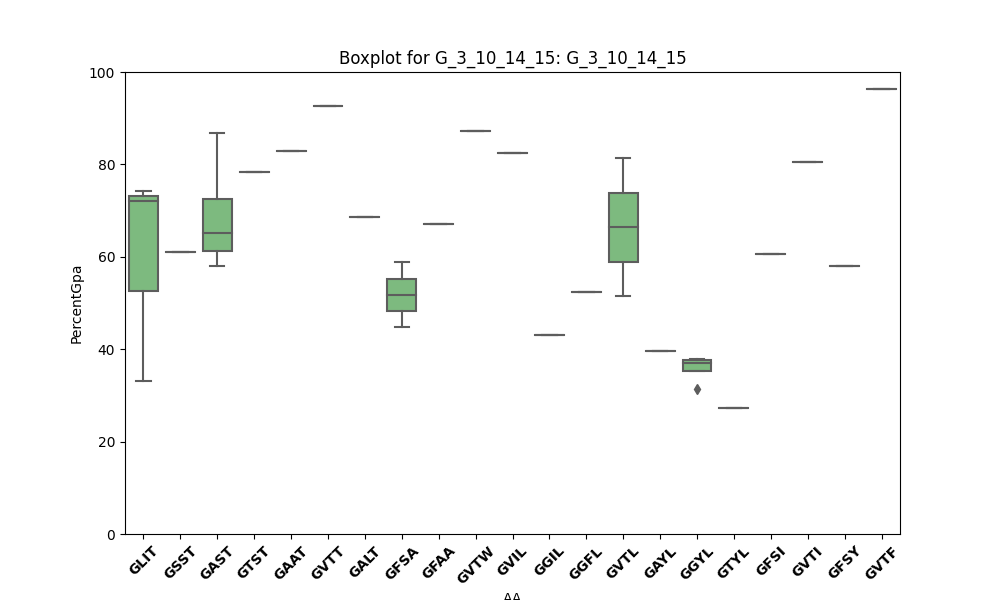 Boxplot for G_3_10_14_15: G_3_10_14_15
100
80
60
40
20
0
PercentGpa
GLIT GSST GAST GTST GAAT GVTT GALT GFSA GFAA GVTW GVIL GGIL GGFL GVTL GAYL GGYL GTYL GFSI GVTI GFSY GVTF
AA